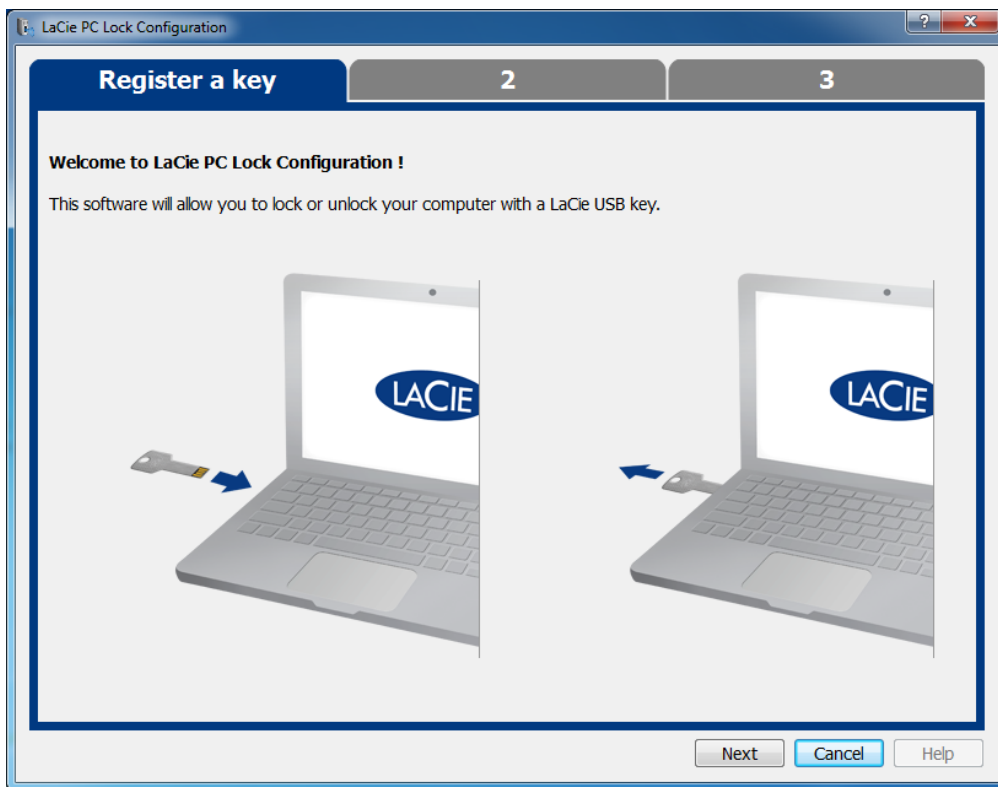 LaCie PC Lock Configuration
Register a key
2
3
Welcome to LaCie PC Lock Configuration !
This software will allow you to lock or unlock your computer with a LaCie USB key.
LACIE
LACIE
Next
Cancel
Help